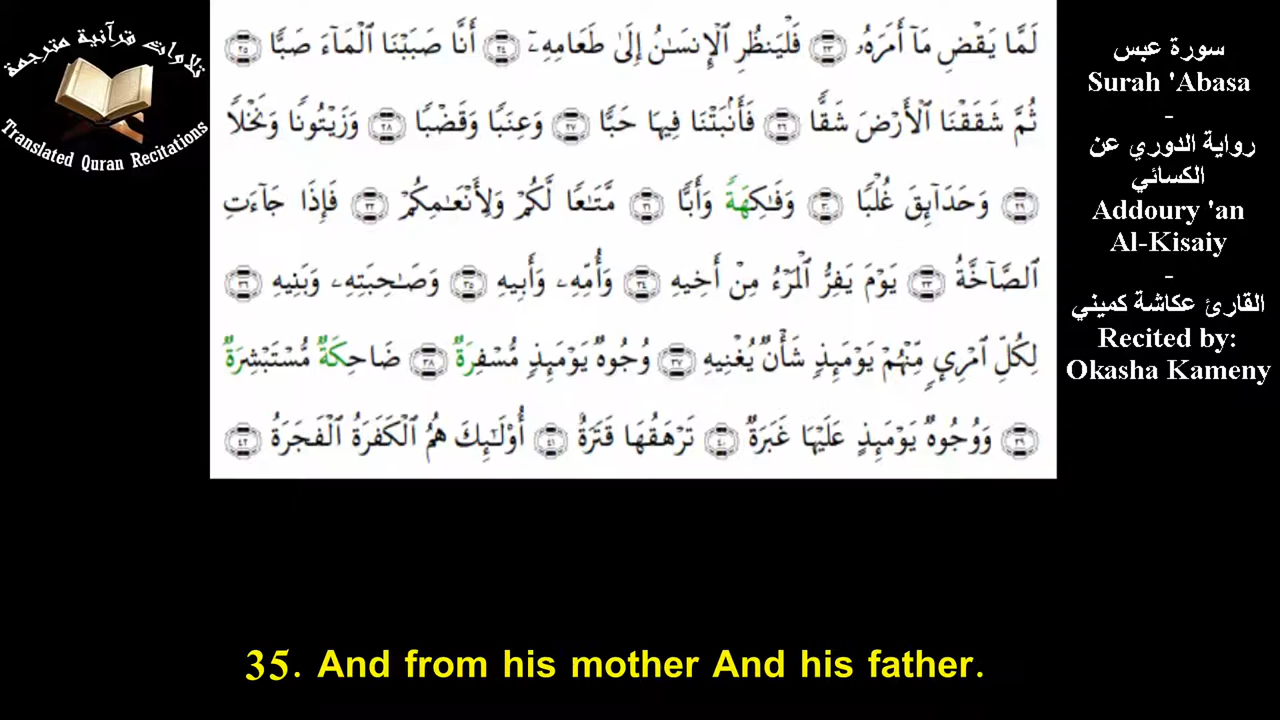 تلاوات قرآنية مترجمة
Translated Quran Recitations
لَمَّا يَقْضِ مَآ أَمَرَهُۥ ٢٣ فَلْيَنظُرِ ٱلْإِنسَـٰنُ إِلَىٰ طَعَامِهِۦٓ ٢٤ أَنَّا صَبَبْنَا ٱلْمَآءَ صَبًّا ٢٥
ثُمَّ شَقَقْنَا ٱلْأَرْضَ شَقًّا ٢٦ فَأَنۢبَتْنَا فِيهَا حَبًّا ٢٧ وَعِنَبًا وَقَضْبًا ٢٨ وَزَيْتُونًا وَنَخْلًا
٢٩ وَحَدَآئِقَ غُلْبًا ٣٠ وَفَـٰكِهَةً وَأَبًّا ٣١ مَّتَـٰعًا لَّكُمْ وَلِأَنْعَـٰمِكُمْ ٣٢ فَإِذَا جَآءَتِ
ٱلصَّآخَّةُ ٣٣ يَوْمَ يَفِرُّ ٱلْمَرْءُ مِنْ أَخِيهِ ٣٤ وَأُمِّهِۦ وَأَبِيهِ ٣٥ وَصَـٰحِبَتِهِۦ وَبَنِيهِ ٣٦
لِكُلِّ ٱمْرِئٍ مِّنْهُمْ يَوْمَئِذٍ شَأْنٌ يُغْنِيهِ ٣٧ وُجُوهٌ يَوْمَئِذٍ مُّسْفِرَةٌ ٣٨ ضَاحِكَةٌ مُّسْتَبْشِرَةٌ
٣٩ وَوُجُوهٌ يَوْمَئِذٍ عَلَيْهَا غَبَرَةٌ ٤٠ تَرْهَقُهَا قَتَرَةٌ ٤١ أُو۟لَـٰٓئِكَ هُمُ ٱلْكَفَرَةُ ٱلْفَجَرَةُ ٤٢
سورة عبس
Surah 'Abasa
-
رواية الدوري عن
الكسائي
Addoury 'an
Al-Kisaiy
-
القارئ عكاشة كميني
Recited by:
Okasha Kameny
35. And from his mother And his father.